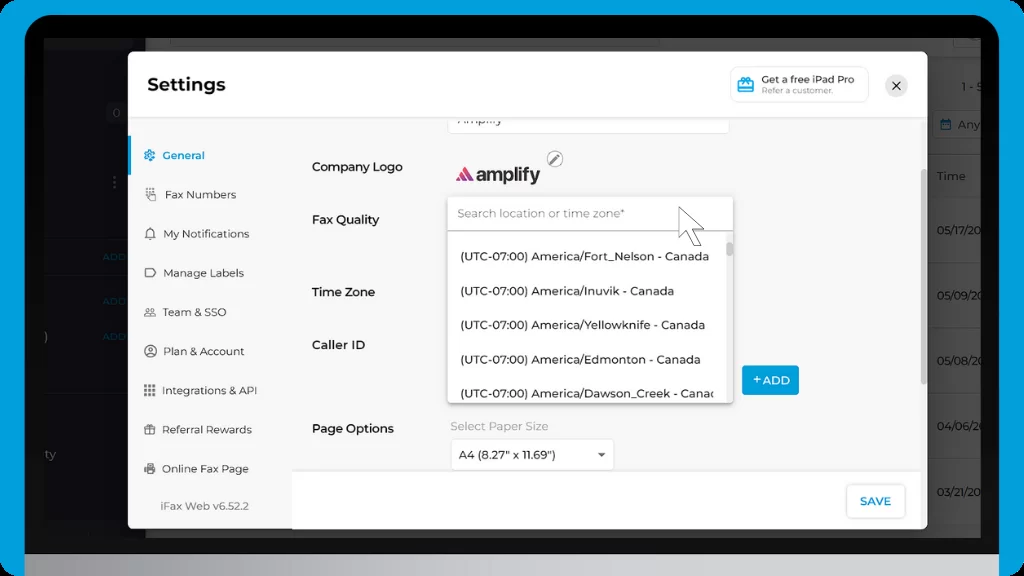 Settings
Get a free iPad Pro
Refer a customer.
0
1 - 5
Any
Time
General
Fax Numbers
My Notifications
Manage Labels
Team & SSO
Plan & Account
Integrations & API
Referral Rewards
Online Fax Page
iFax Web v6.52.2
Amplify
Company Logo
amplify
Fax Quality
Search location or time zone*
(UTC-07:00) America/Fort_Nelson - Canada
(UTC-07:00) America/Inuvik - Canada
Time Zone
(UTC-07:00) America/Yellowknife - Canada
Caller ID
(UTC-07:00) America/Edmonton - Canada
(UTC-07:00) America/Dawson_Creek - Canad
+ADD
Page Options
Select Paper Size
A4 (8.27" x 11.69")
SAVE
ADD
ADD
)
ADD
ty
05/17/20
05/09/20
05/08/20
04/06/20
03/21/20